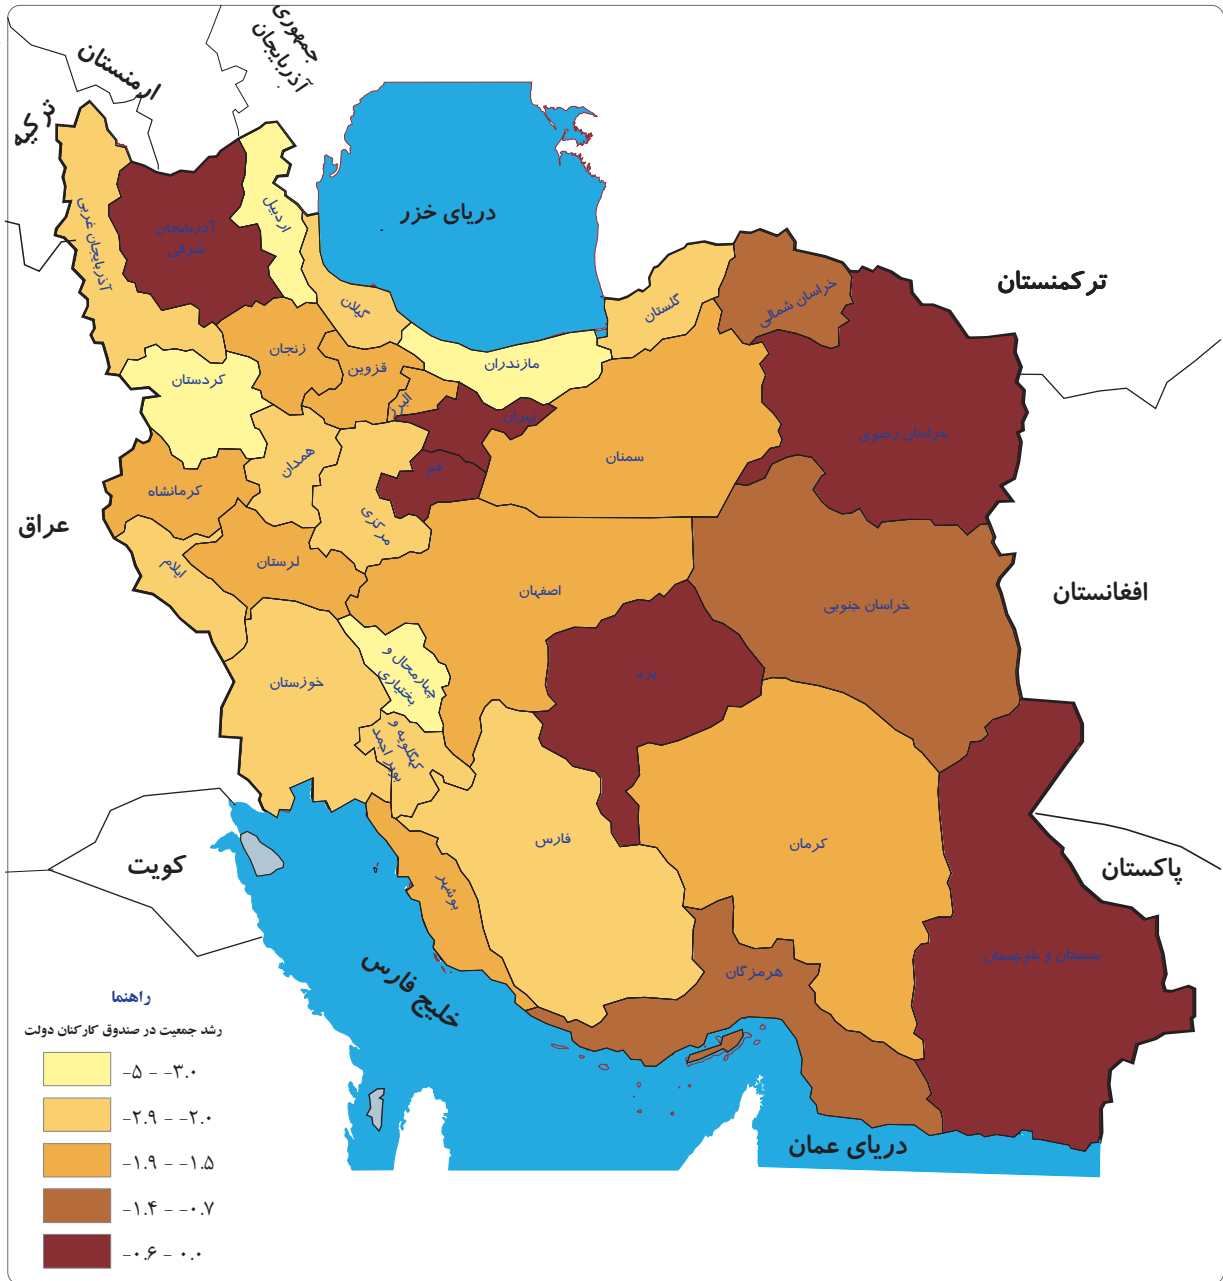 جمهوری
آذربایجان
ارمنستان
ترکیه
دریای خزر
ترکمنستان
آذربایجان غربی
آذربایجان
شرقی
اردبیل
گیلان
گلستان
خراسان شمالی
زنجان
قزوین
مازندران
کردستان
البرز
تهران
خراسان رضوی
همدان
قم
سمنان
کرمانشاه
مرکزی
عراق
ایلام
لرستان
اصفهان
خراسان جنوبی
افغانستان
چهارمحال و
بختیاری
خوزستان
یزد
کهگلویه و
بویر احمد
فارس
کرمان
کویت
پاکستان
بوشهر
سیستان و بلوچستان
هرمزگان
خلیج فارس
دریای عمان
راهنما
رشد جمعیت در صندوق کارکنان دولت
-۵ - -۳.۰
-۲.۹ - -۲.۰
-۱.۹ - -۱.۵
-۱.۴ - -۰.۷
-۰.۶ - ۰.۰